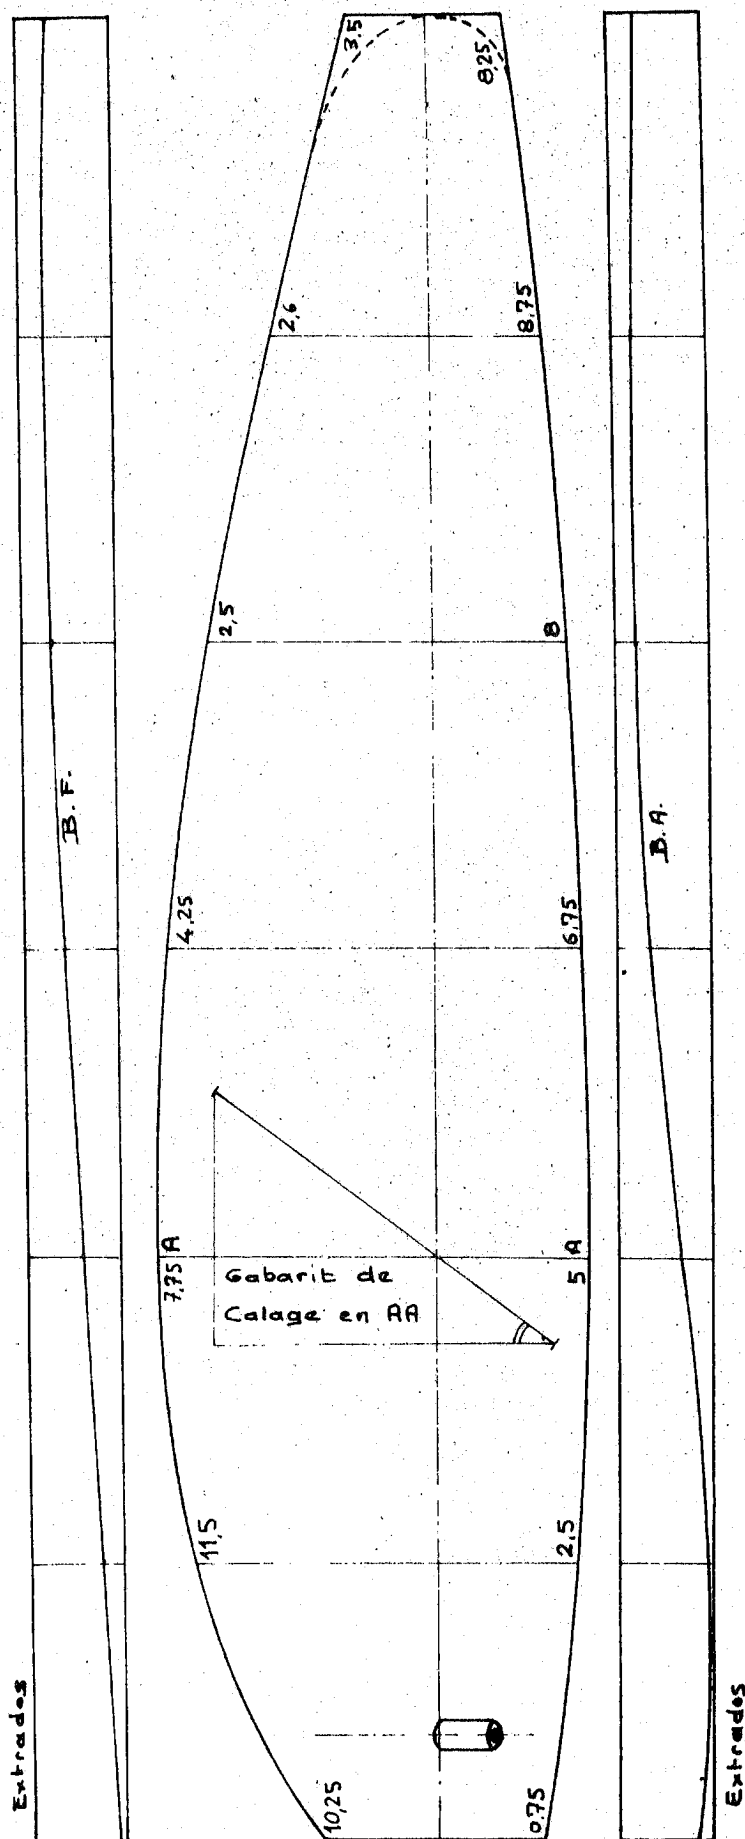 3,5
8,25
2,6
8,75
2,5
8
B.F.
B.A.
4,25
6,75
7,75 A
5 A
Gabarit de
Calage en AA
11,5
2,5
Extrados
10,25
0,75
Extrados